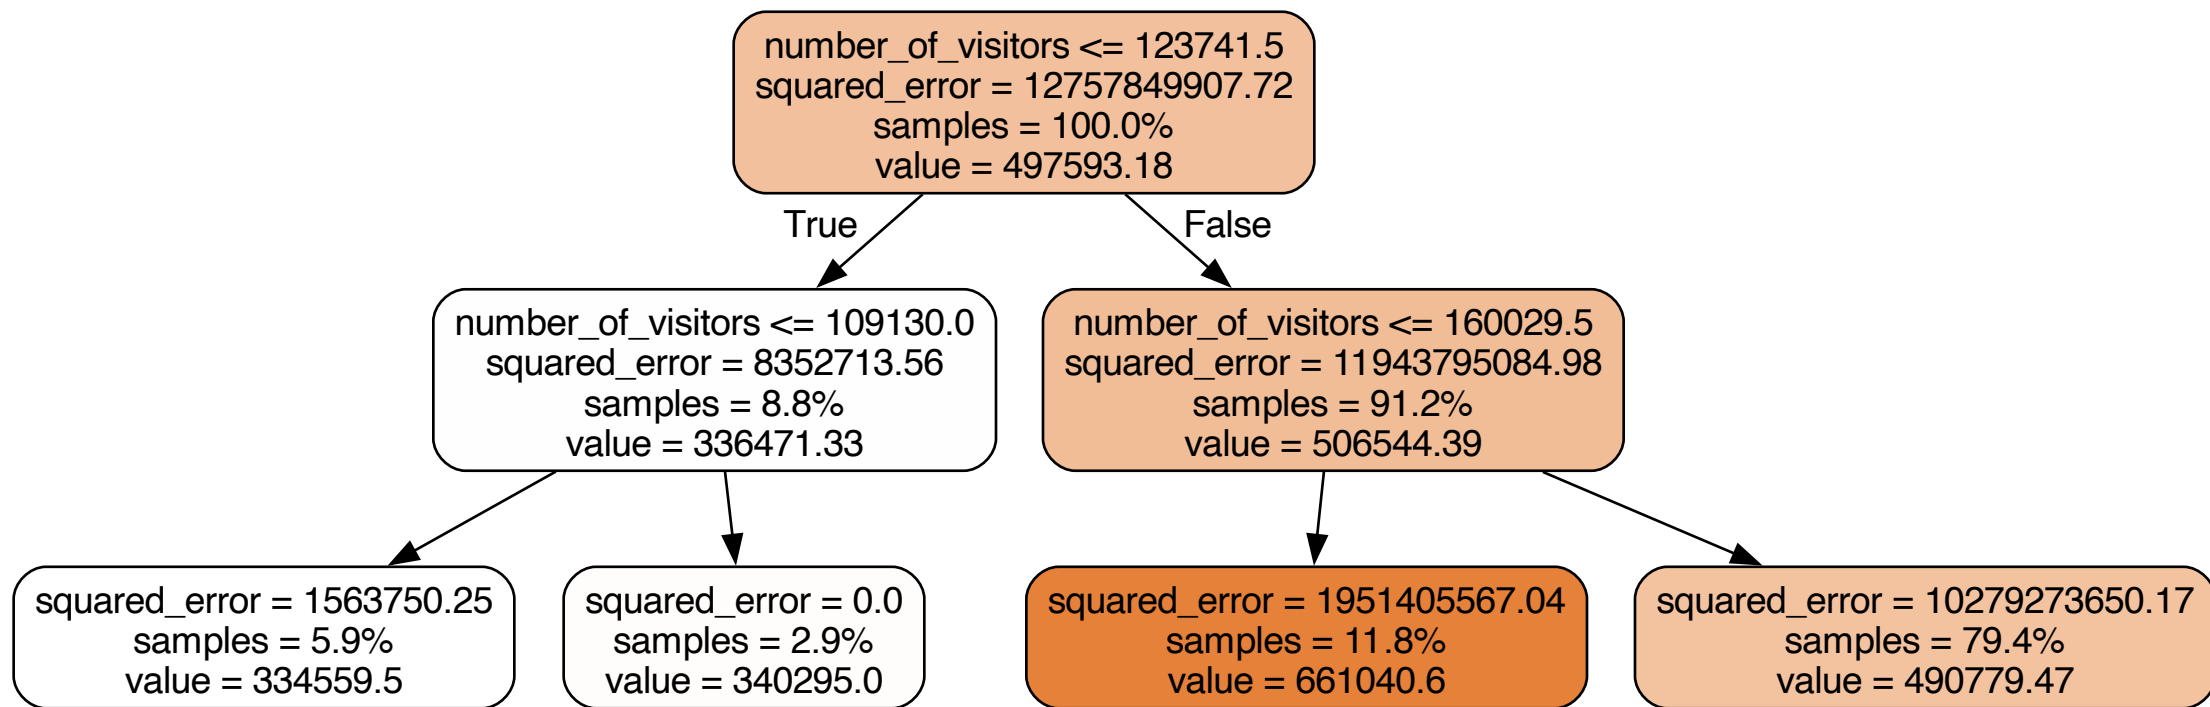 number_of_visitors <= 123741.5
squared_error = 12757849907.72
samples = 100.0%
value = 497593.18
True
False
number_of_visitors <= 109130.0
squared_error = 8352713.56
samples = 8.8%
value = 336471.33
number_of_visitors <= 160029.5
squared_error = 11943795084.98
samples = 91.2%
value = 506544.39
squared_error = 1563750.25
samples = 5.9%
value = 334559.5
squared_error = 0.0
samples = 2.9%
value = 340295.0
squared_error = 1951405567.04
samples = 11.8%
value = 661040.6
squared_error = 10279273650.17
samples = 79.4%
value = 490779.47